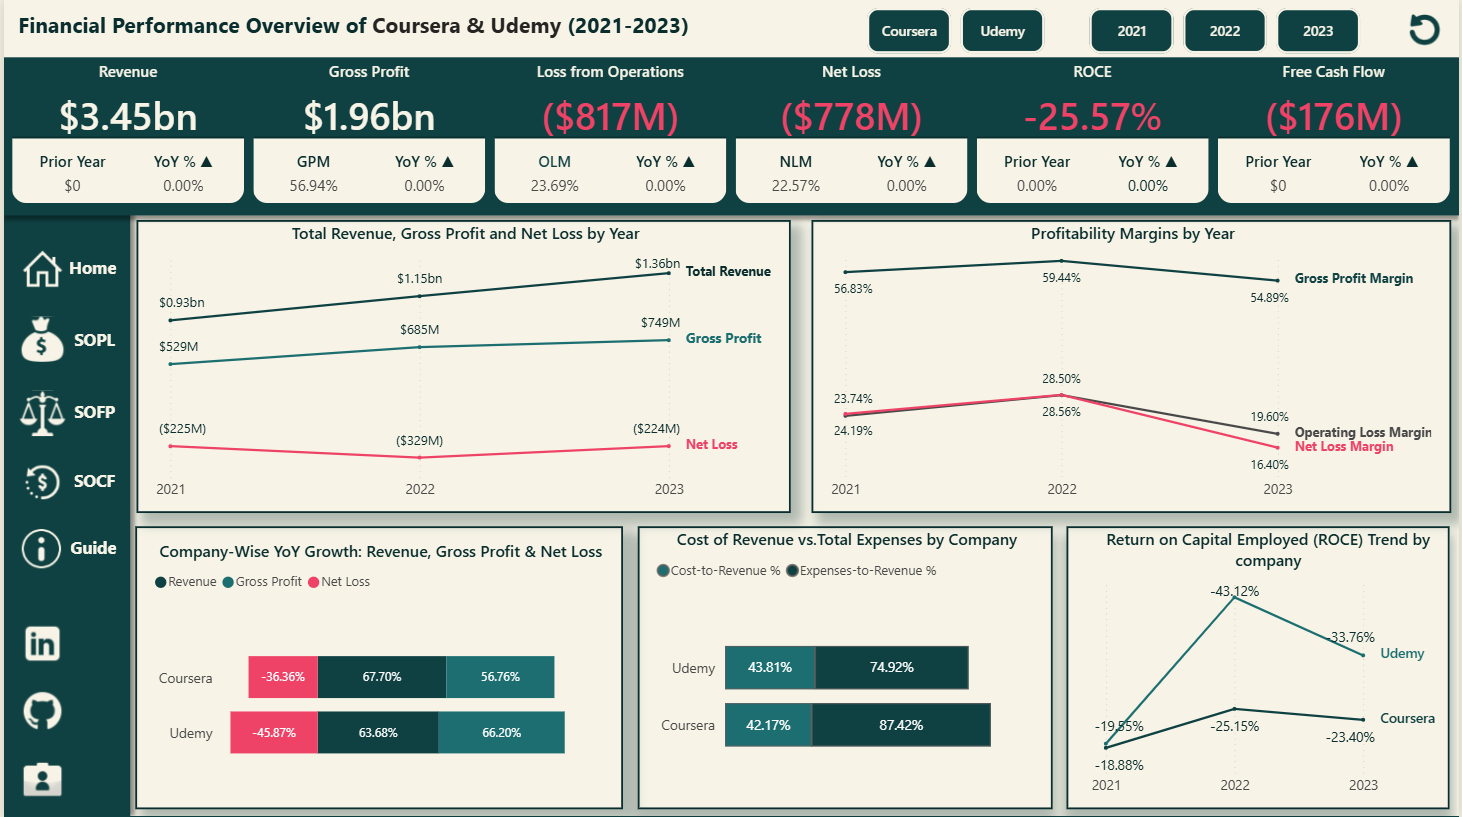 Financial Performance Overview of Coursera & Udemy (2021-2023)
Coursera
Udemy
2021
2022
2023
Revenue
Gross Profit
Loss from Operations
Net Loss
ROCE
Free Cash Flow
$3.45bn
$1.96bn
($817M)
($778M)
-25.57%
($176M)
Prior Year
YoY % ▲
GPM
YoY % ▲
OLM
YoY % ▲
NLM
YoY % ▲
Prior Year
YoY % ▲
Prior Year
YoY % ▲
$0
0.00%
56.94%
0.00%
23.69%
0.00%
22.57%
0.00%
0.00%
0.00%
$0
0.00%
Home
SOPL
SOFP
SOCF
Guide
in
Total Revenue, Gross Profit and Net Loss by Year
$0.93bn
$1.15bn
$1.36bn
Total Revenue
$529M
$685M
$749M
Gross Profit
($225M)
($329M)
($224M)
Net Loss
2021
2022
2023
Profitability Margins by Year
56.83%
59.44%
54.89%
Gross Profit Margin
23.74%
28.50%
19.60%
24.19%
28.56%
16.40%
Operating Loss Margin
Net Loss Margin
2021
2022
2023
Company-Wise YoY Growth: Revenue, Gross Profit & Net Loss
Revenue
Gross Profit
Net Loss
Coursera
-36.36%
67.70%
56.76%
Udemy
-45.87%
63.68%
66.20%
Cost of Revenue vs.Total Expenses by Company
Cost-to-Revenue %
Expenses-to-Revenue %
Udemy
43.81%
74.92%
Coursera
42.17%
87.42%
Return on Capital Employed (ROCE) Trend by
company
-43.12%
-33.76%
Udemy
-19.55%
-25.15%
-23.40%
Coursera
-18.88%
2021
2022
2023